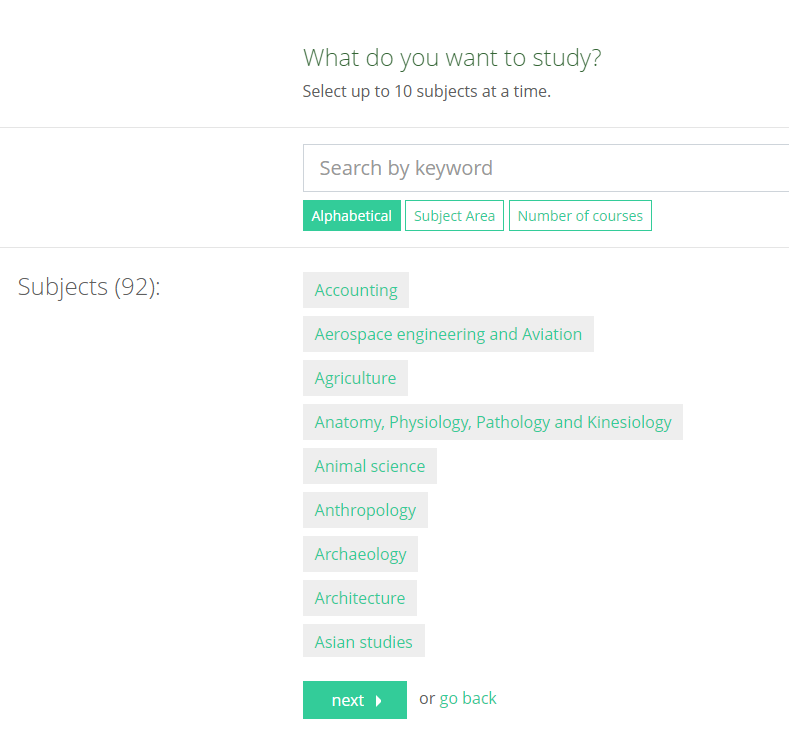 What do you want to study?
Select up to 10 subjects at a time.
Search by keyword
Alphabetical Subject Area Number of courses
Subjects (92):
Accounting
Aerospace engineering and Aviation
Agriculture
Anatomy, Physiology, Pathology and Kinesiology
Animal science
Anthropology
Archaeology
Architecture
Asian studies
next or go back